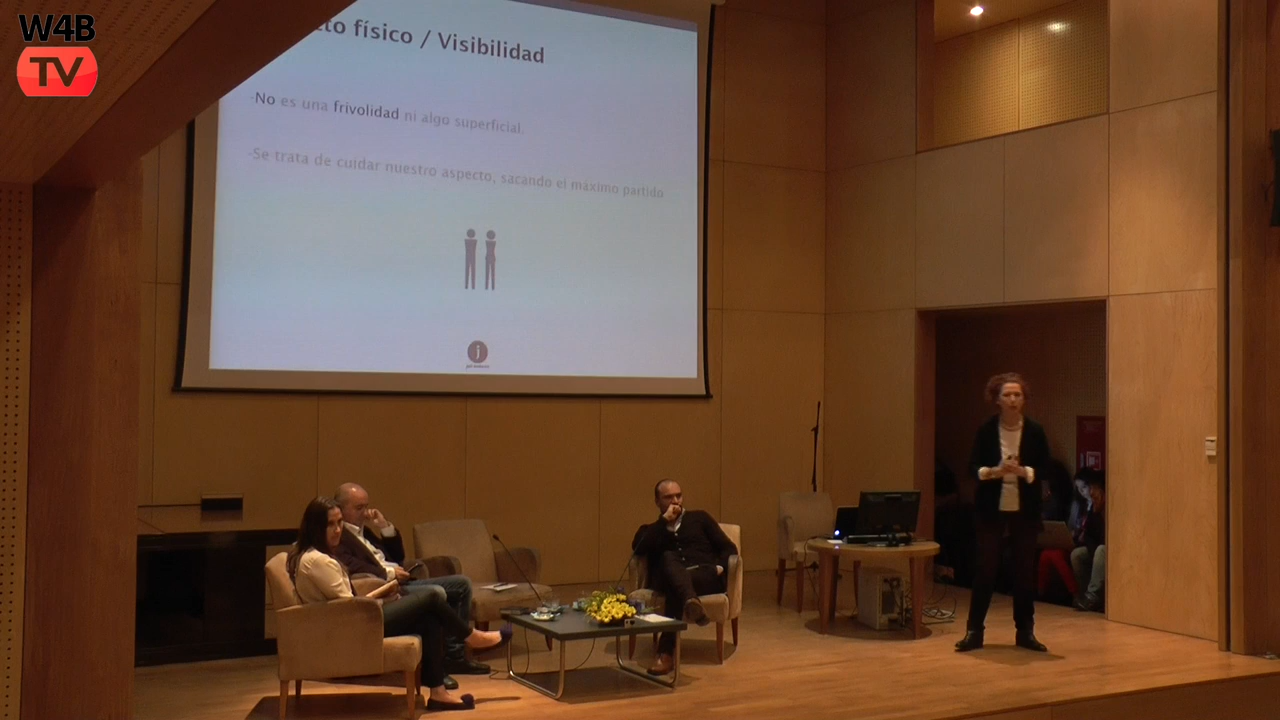 W4B
TV
físico / Visibilidad
-No es una frivolidad ni algo superficial.
-Se trata de cuidar nuestro aspecto, sacando el máximo partido
j